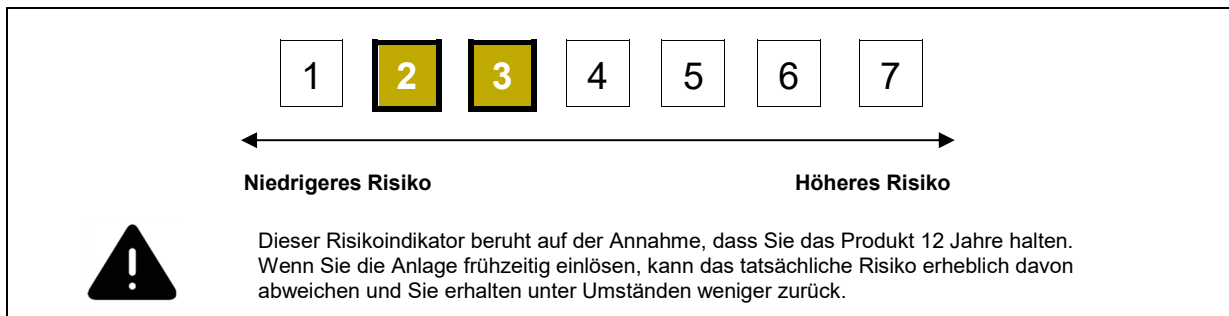 1 2 3 4 5 6 7
Niedrigeres Risiko Höheres Risiko
!
Dieser Risikoindikator beruht auf der Annahme, dass Sie das Produkt 12 Jahre halten.
Wenn Sie die Anlage frühzeitig einlösen, kann das tatsächliche Risiko erheblich davon
abweichen und Sie erhalten unter Umständen weniger zurück.